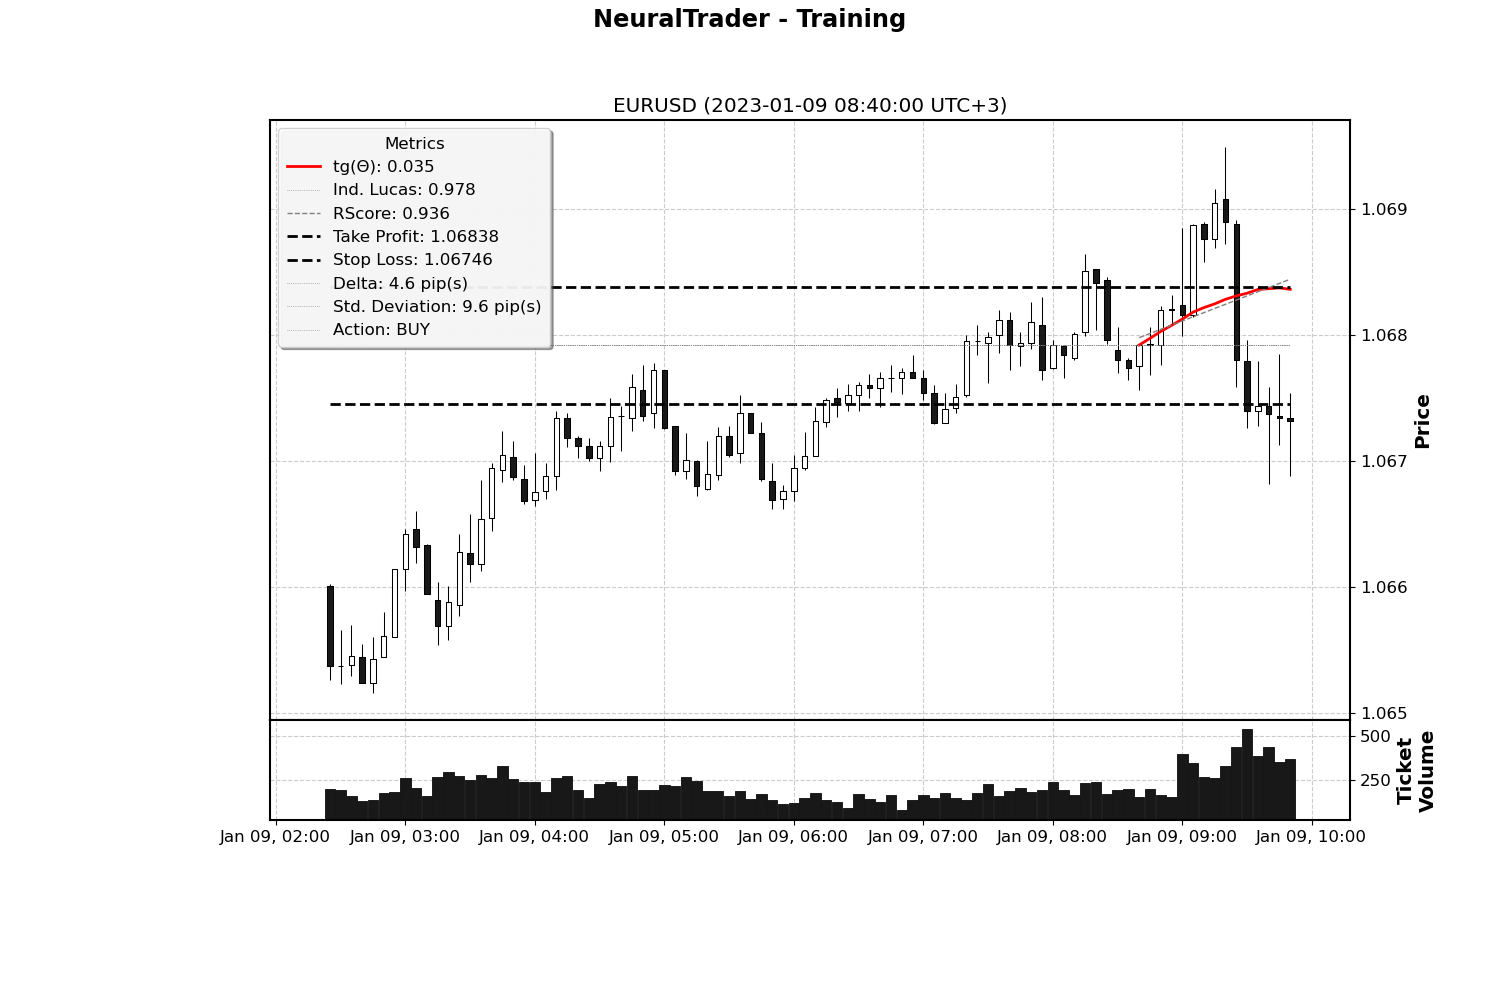 NeuralTrader - Training
EURUSD (2023-01-09 08:40:00 UTC+3)
Metrics
tg(Θ): 0.035
Ind. Lucas: 0.978
RScore: 0.936
Take Profit: 1.06838
Stop Loss: 1.06746
Delta: 4.6 pip(s)
Std. Deviation: 9.6 pip(s)
Action: BUY
1.069
1.068
1.067
1.066
1.065
Price
500
250
Ticket
Volume
Jan 09, 02:00 Jan 09, 03:00 Jan 09, 04:00 Jan 09, 05:00 Jan 09, 06:00 Jan 09, 07:00 Jan 09, 08:00 Jan 09, 09:00 Jan 09, 10:00